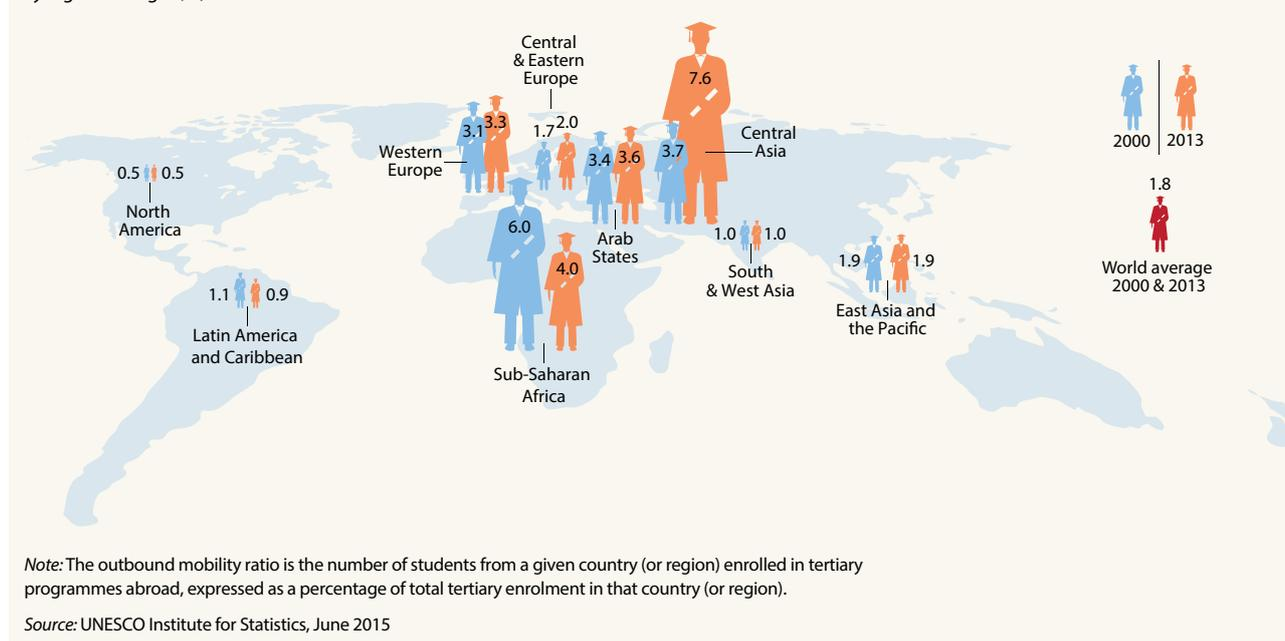 Central
& Eastern
Europe
7.6
3.1
3.3
1.7
2.0
Western
Europe
3.4
3.6
3.7
Central
Asia
2000
2013
0.5
0.5
North
America
1.8
World average
2000 & 2013
6.0
4.0
Arab
States
1.0
1.0
South
& West Asia
1.9
1.9
East Asia and
the Pacific
1.1
0.9
Latin America
and Caribbean
Sub-Saharan
Africa
Note: The outbound mobility ratio is the number of students from a given country (or region) enrolled in tertiary
programmes abroad, expressed as a percentage of total tertiary enrolment in that country (or region).
Source: UNESCO Institute for Statistics, June 2015